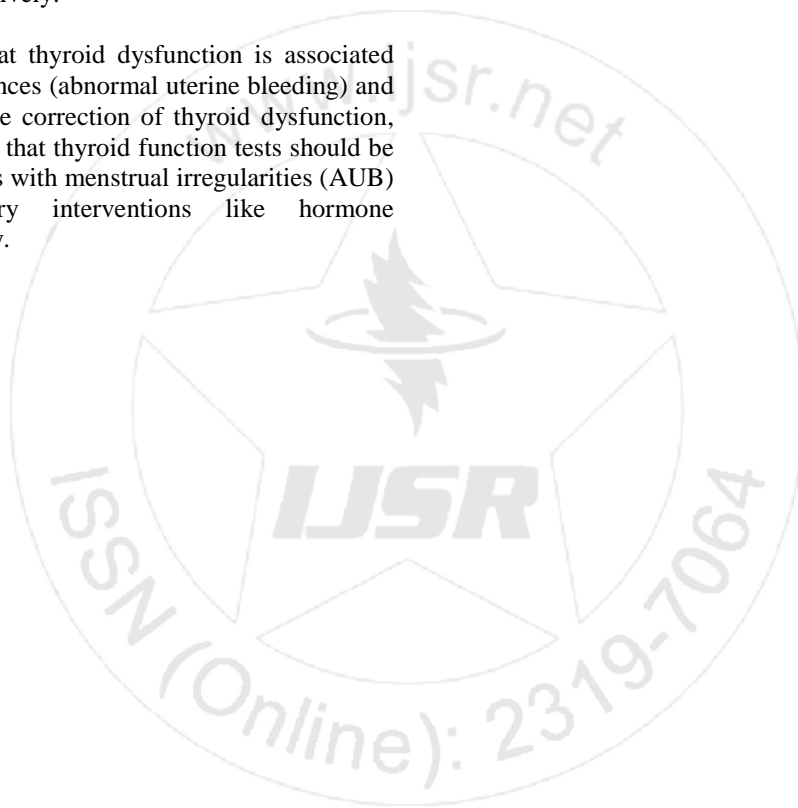 at thyroid dysfunction is associated
nces (abnormal uterine bleeding) and
e correction of thyroid dysfunction,
that thyroid function tests should be
s with menstrual irregularities (AUB)
ry interventions like hormone
y.
www.ijsr.net
IJSR
ISSN (Online): 2319-7064